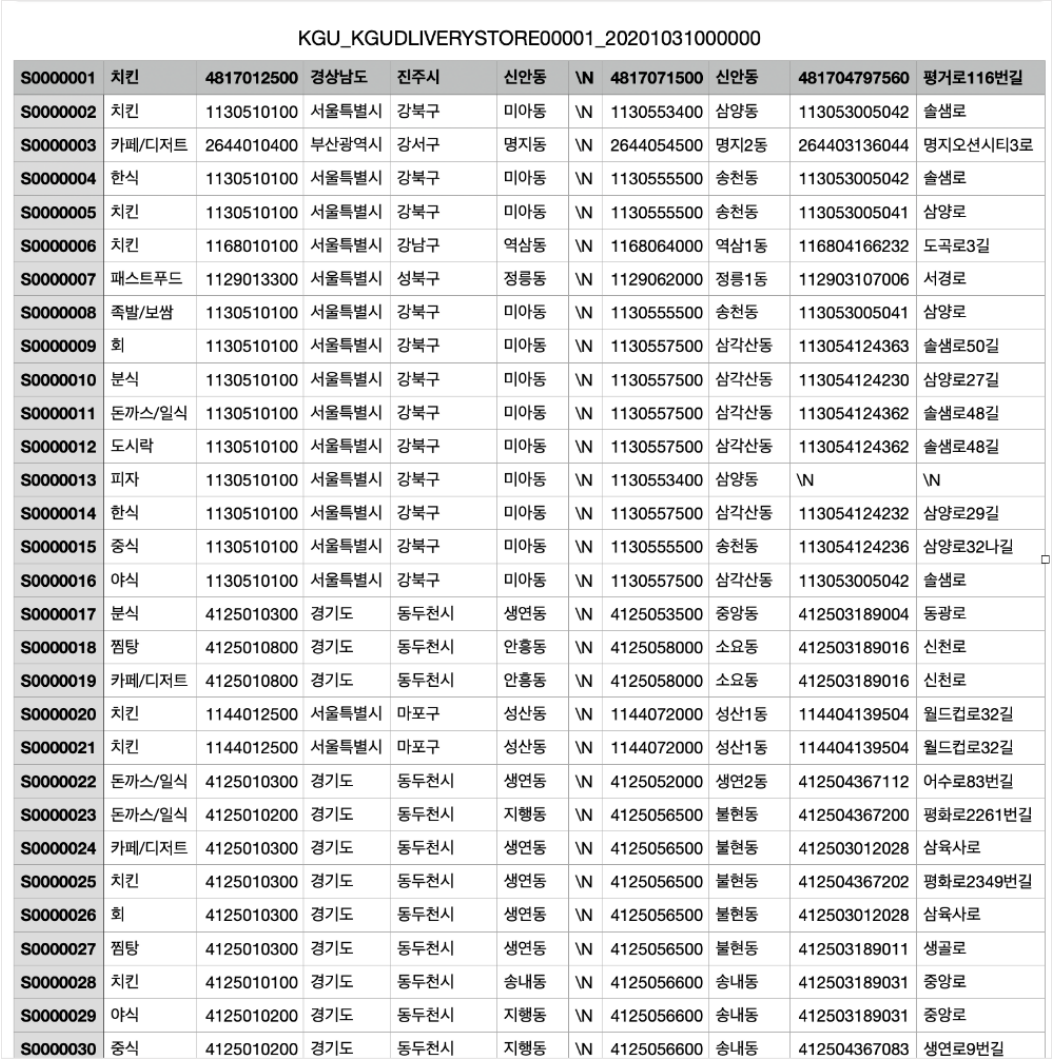 KGU_KGUDLIVERYSTORE00001_20201031000000
S0000001 치킨 4817012500 경상남도 진주시 신안동 \N 4817071500 신안동 481704797560 평거로116번길
S0000002 치킨 1130510100 서울특별시 강북구 미아동 \N 1130553400 삼양동 113053005042 솔샘로
S0000003 카페/디저트 2644010400 부산광역시 강서구 명지동 \N 2644054500 명지2동 264403136044 명지오션시티3로
S0000004 한식 1130510100 서울특별시 강북구 미아동 \N 1130555500 송천동 113053005042 솔샘로
S0000005 치킨 1130510100 서울특별시 강북구 미아동 \N 1130555500 송천동 113053005041 삼양로
S0000006 치킨 1168010100 서울특별시 강남구 역삼동 \N 1168064000 역삼1동 116804166232 도곡로3길
S0000007 패스트푸드 1129013300 서울특별시 성북구 정릉동 \N 1129062000 정릉1동 112903107006 서경로
S0000008 족발/보쌈 1130510100 서울특별시 강북구 미아동 \N 1130555500 송천동 113053005041 삼양로
S0000009 회 1130510100 서울특별시 강북구 미아동 \N 1130557500 삼각산동 113054124363 솔샘로50길
S0000010 분식 1130510100 서울특별시 강북구 미아동 \N 1130557500 삼각산동 113054124230 삼양로27길
S0000011 돈까스/일식 1130510100 서울특별시 강북구 미아동 \N 1130557500 삼각산동 113054124362 솔샘로48길
S0000012 도시락 1130510100 서울특별시 강북구 미아동 \N 1130557500 삼각산동 113054124362 솔샘로48길
S0000013 피자 1130510100 서울특별시 강북구 미아동 \N 1130553400 삼양동 \N \N
S0000014 한식 1130510100 서울특별시 강북구 미아동 \N 1130557500 삼각산동 113054124232 삼양로29길
S0000015 중식 1130510100 서울특별시 강북구 미아동 \N 1130555500 송천동 113054124236 삼양로32나길
S0000016 야식 1130510100 서울특별시 강북구 미아동 \N 1130557500 삼각산동 113053005042 솔샘로
S0000017 분식 4125010300 경기도 동두천시 생연동 \N 4125053500 중앙동 412503189004 동광로
S0000018 찜탕 4125010800 경기도 동두천시 안흥동 \N 4125058000 소요동 412503189016 신천로
S0000019 카페/디저트 4125010800 경기도 동두천시 안흥동 \N 4125058000 소요동 412503189016 신천로
S0000020 치킨 1144012500 서울특별시 마포구 성산동 \N 1144072000 성산1동 114404139504 월드컵로32길
S0000021 치킨 1144012500 서울특별시 마포구 성산동 \N 1144072000 성산1동 114404139504 월드컵로32길
S0000022 돈까스/일식 4125010300 경기도 동두천시 생연동 \N 4125052000 생연2동 412504367112 어수로83번길
S0000023 돈까스/일식 4125010200 경기도 동두천시 지행동 \N 4125056500 불현동 412504367200 평화로2261번길
S0000024 카페/디저트 4125010300 경기도 동두천시 생연동 \N 4125056500 불현동 412503012028 삼육사로
S0000025 치킨 4125010300 경기도 동두천시 생연동 \N 4125056500 불현동 412504367202 평화로2349번길
S0000026 회 4125010300 경기도 동두천시 생연동 \N 4125056500 불현동 412503012028 삼육사로
S0000027 찜탕 4125010300 경기도 동두천시 생연동 \N 4125056500 불현동 412503189011 생골로
S0000028 치킨 4125010100 경기도 동두천시 송내동 \N 4125056600 송내동 412503189031 중앙로
S0000029 야식 4125010200 경기도 동두천시 지행동 \N 4125056600 송내동 412503189031 중앙로
S0000030 중식 4125010200 경기도 동두천시 지행동 \N 4125056600 송내동 412504367083 생연로9번길